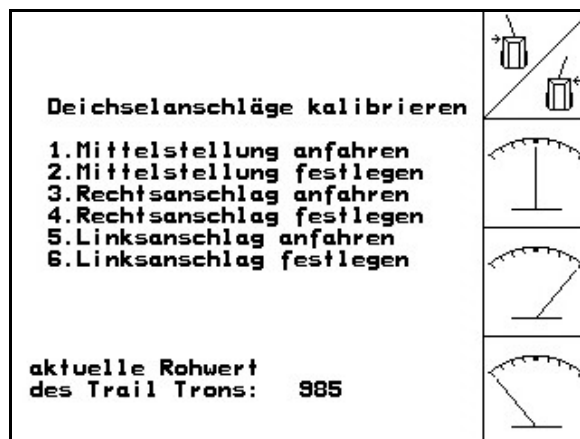 Deichselanschläge kalibrieren
1.Mittelstellung anfahren
2.Mittelstellung festlegen
3.Rechtsanschlag anfahren
4.Rechtsanschlag festlegen
5.Linksanschlag anfahren
6.Linksanschlag festlegen
aktuelle Rohwert
des Trail Trons: 985